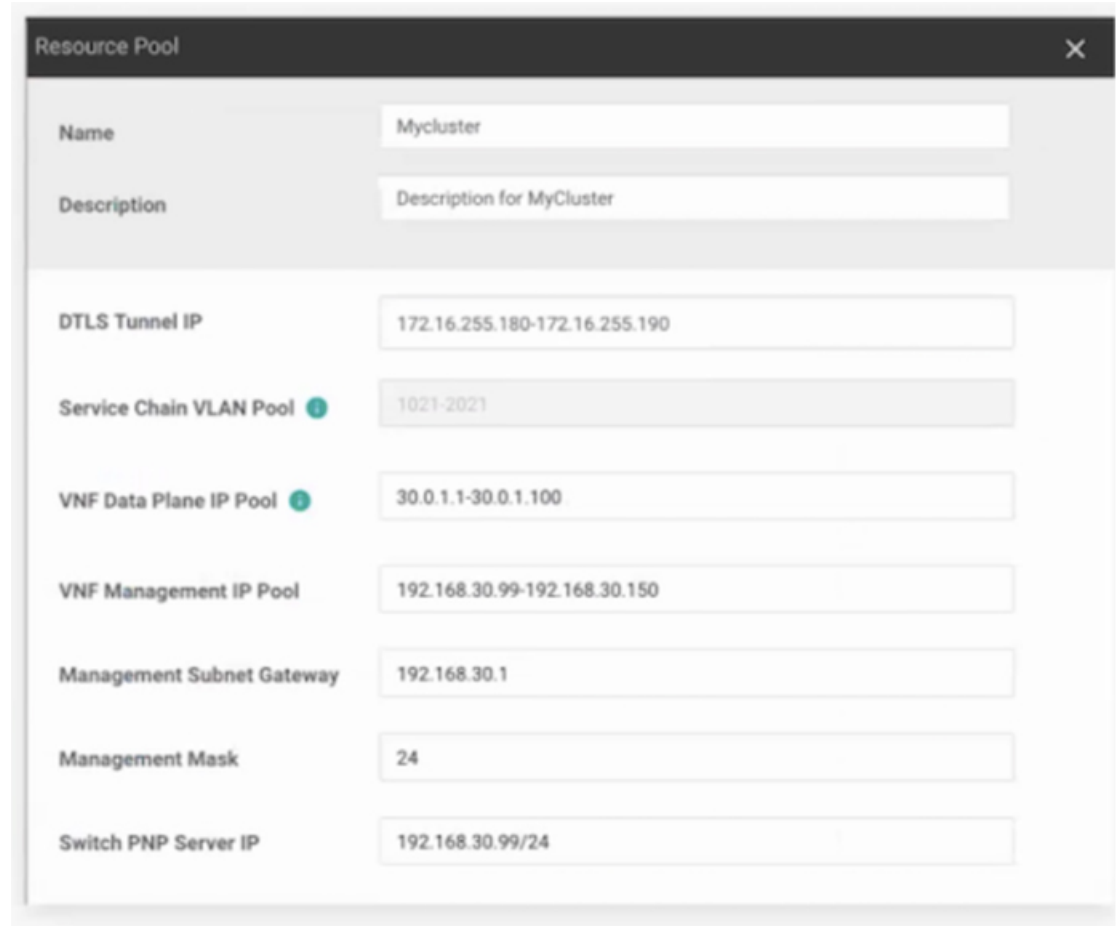 Resource Pool
Name
Mycluster
Description
Description for MyCluster
DTLS Tunnel IP
172.16.255.180-172.16.255.190
Service Chain VLAN Pool
1021-2021
VNF Data Plane IP Pool
30.0.1.1-30.0.1.100
VNF Management IP Pool
192.168.30.99-192.168.30.150
Management Subnet Gateway
192.168.30.1
Management Mask
24
Switch PNP Server IP
192.168.30.99/24